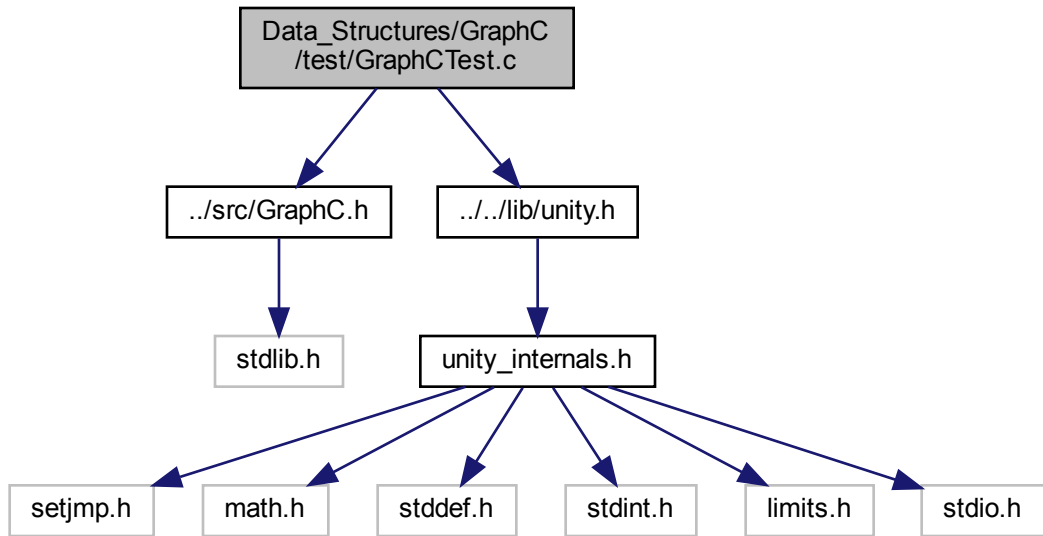 Data_Structures/GraphC
/test/GraphCTest.c
../src/GraphC.h
../../lib/unity.h
stdlib.h
unity_internals.h
setjmp.h
math.h
stddef.h
stdint.h
limits.h
stdio.h